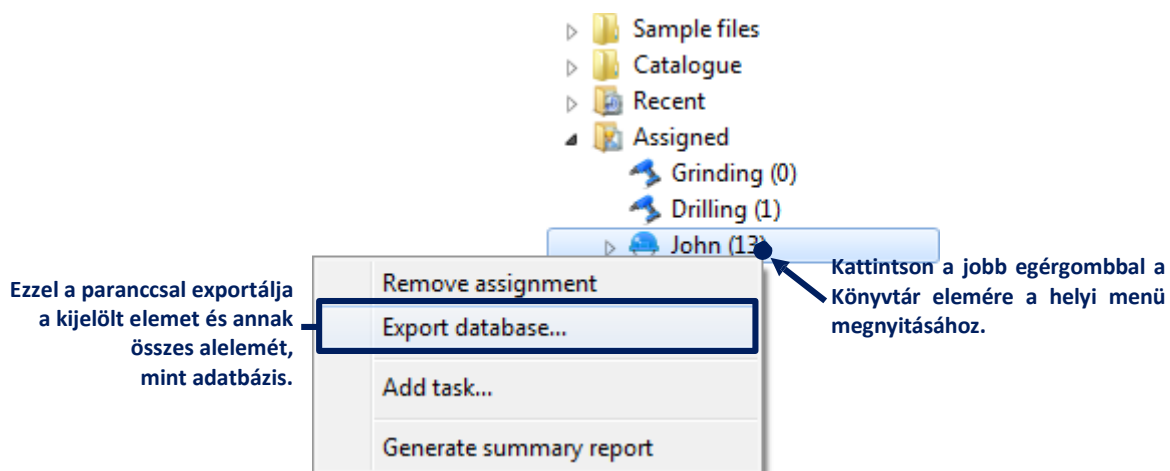 Sample files
Catalogue
Recent
Assigned
Grinding (0)
Drilling (1)
John (13)
Kattintson a jobb egérgombbal a
Könyvtár elemére a helyi menü
megnyitásához.
Ezzel a paranccsal exportálja
a kijelölt elemet és annak
összes alelemét,
mint adatbázis.
Remove assignment
Export database...
Add task...
Generate summary report